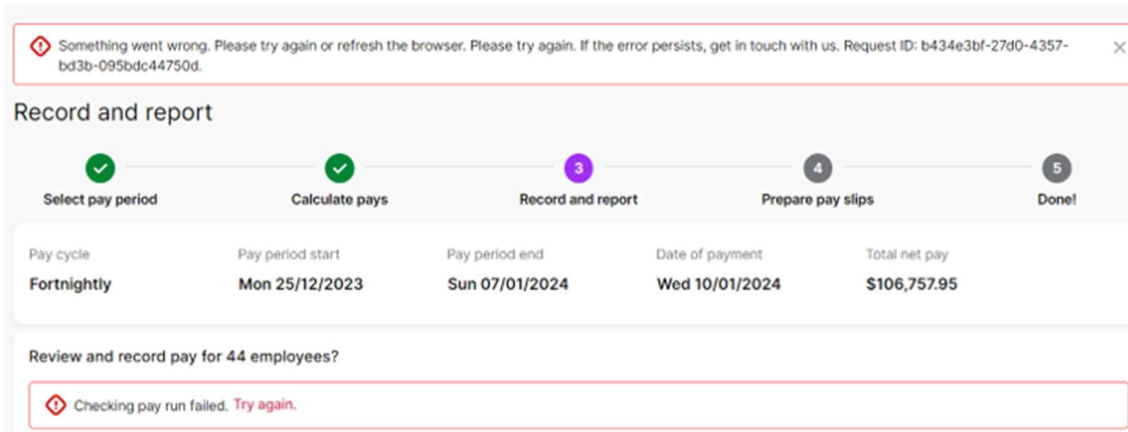 Something went wrong. Please try again or refresh the browser. Please try again. If the error persists, get in touch with us. Request ID: b434e3bf-27d0-4357-
bd3b-095bdc44750d.
Record and report
3 4 5
Select pay period Calculate pays Record and report Prepare pay slips Done!
Pay cycle Pay period start Pay period end Date of payment Total net pay
Fortnightly Mon 25/12/2023 Sun 07/01/2024 Wed 10/01/2024 $106,757.95
Review and record pay for 44 employees?
Checking pay run failed. Try again.